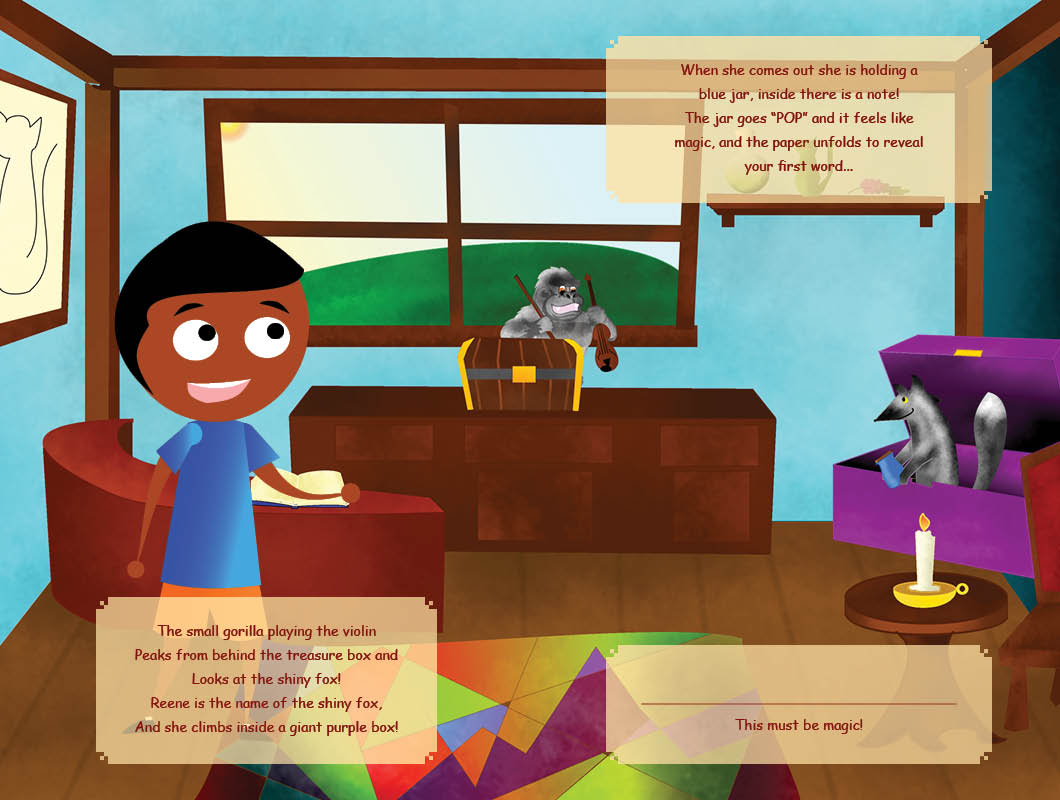 When she comes out she is holding a
blue jar, inside there is a note!
The jar goes “POP” and it feels like
magic, and the paper unfolds to reveal
your first word...
The small gorilla playing the violin
Peaks from behind the treasure box and
Looks at the shiny fox!
Reene is the name of the shiny fox,
And she climbs inside a giant purple box!
This must be magic!